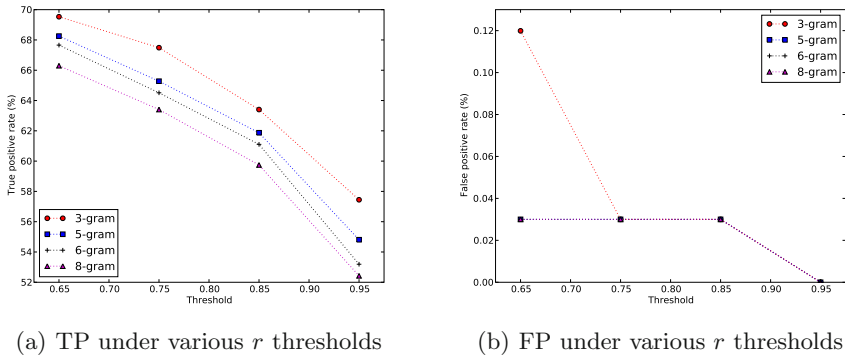 70
68
66
64
62
60
58
56
54
52
True positive rate (%)
3-gram
5-gram
6-gram
8-gram
0.65 0.70 0.75 0.80 0.85 0.90 0.95
Threshold
(a) TP under various r thresholds
0.12
0.10
0.08
0.06
0.04
0.02
0.00
False positive rate (%)
3-gram
5-gram
6-gram
8-gram
0.65 0.70 0.75 0.80 0.85 0.90 0.95
Threshold
(b) FP under various r thresholds